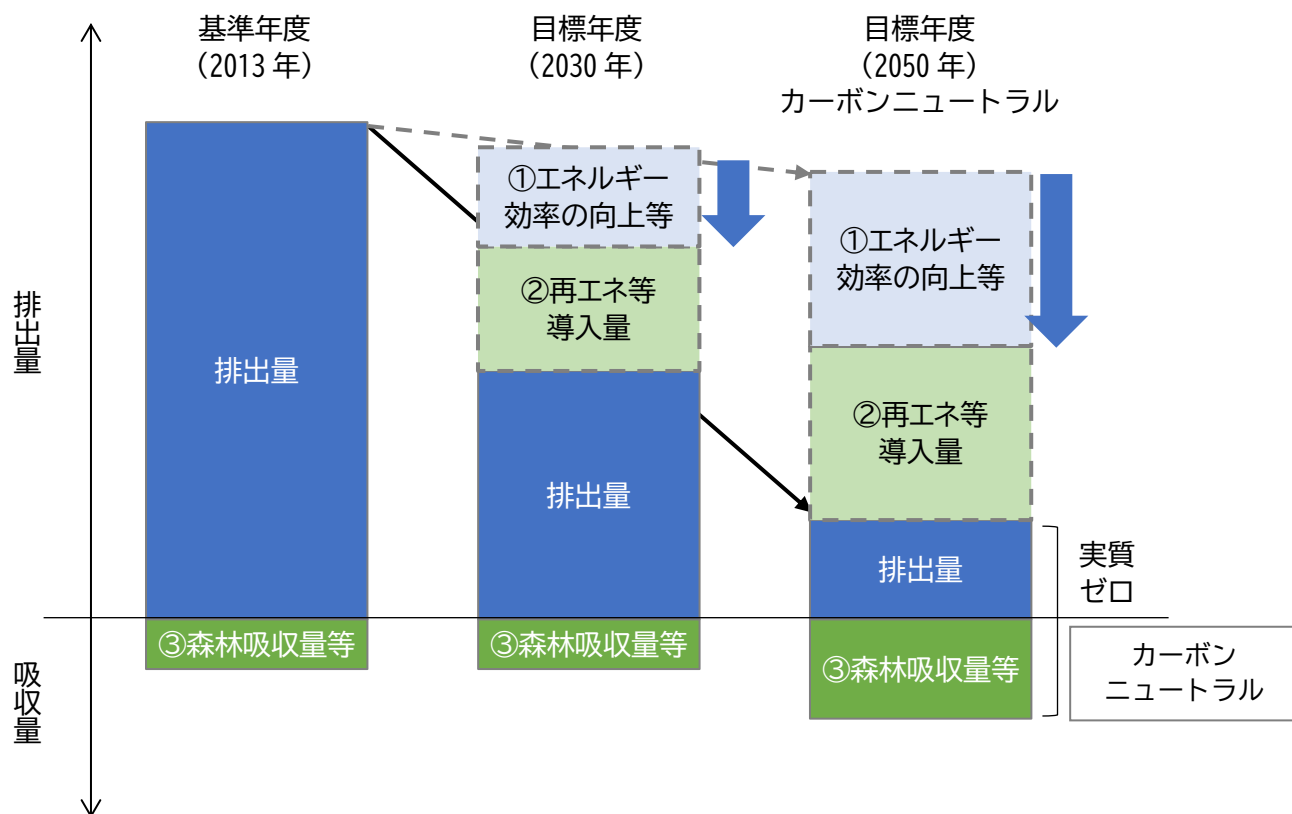 基準年度
（2013 年）
目標年度
（2030 年）
目標年度
（2050 年）
カーボンニュートラル
排出量
吸収量
排出量
③森林吸収量等
①エネルギー
効率の向上等
②再エネ等
導入量
排出量
③森林吸収量等
①エネルギー
効率の向上等
②再エネ等
導入量
排出量
③森林吸収量等
実質
ゼロ
カーボン
ニュートラル